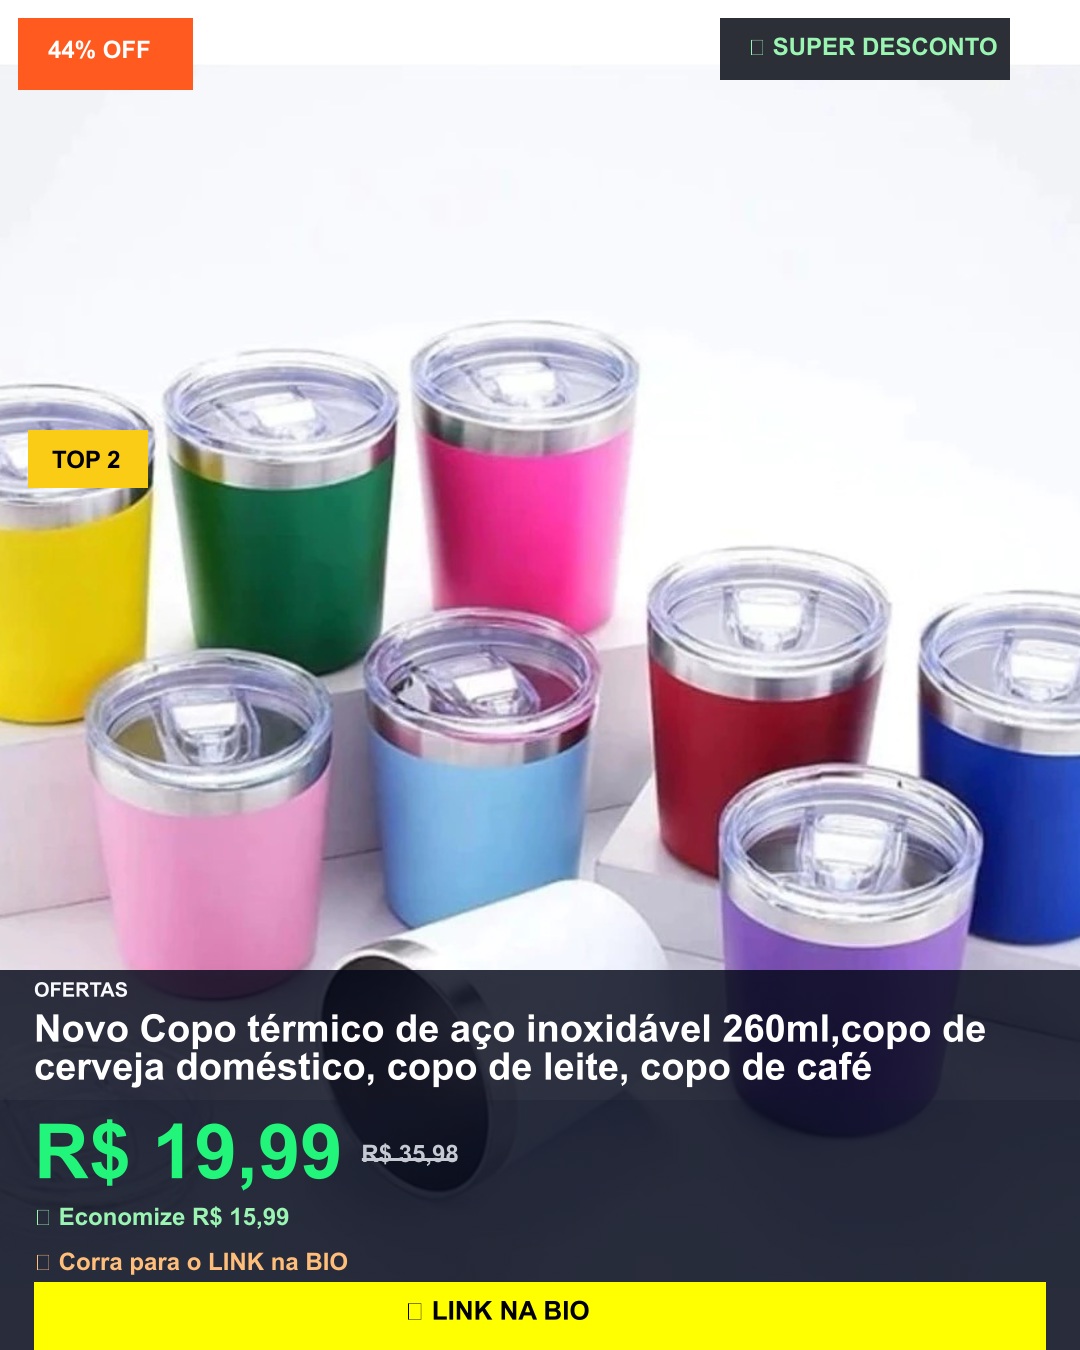 44% OFF
SUPER DESCONTO
TOP 2
OFERTAS
Novo Copo térmico de aço inoxidável 260ml,copo de
cerveja doméstico, copo de leite, copo de café
R$ 19,99 R$ 35,98
Economize R$ 15,99
Corra para o LINK na BIO
LINK NA BIO